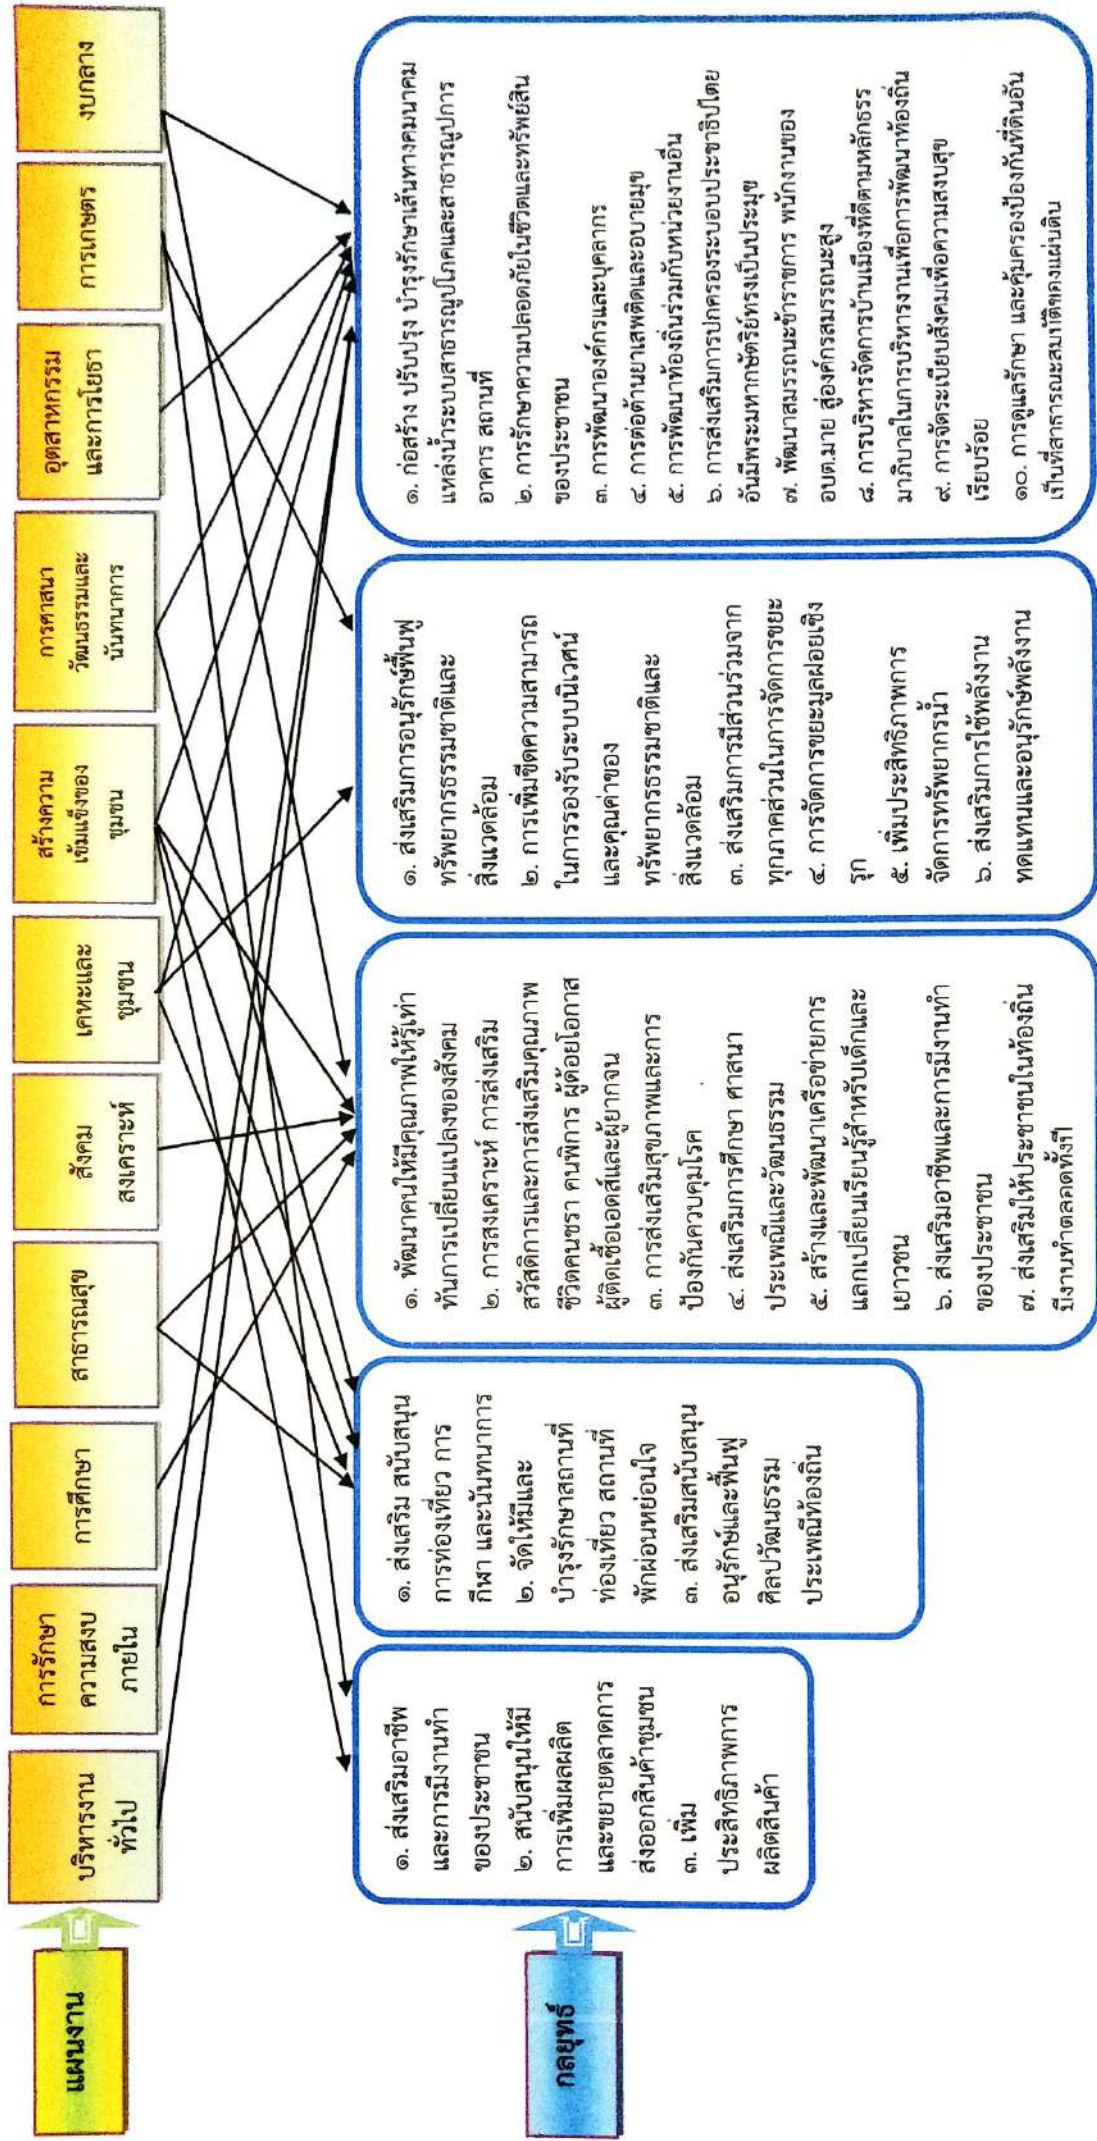 แผนงาน
บริหารงาน
ทั่วไป
การรักษา
ความสงบ
ภายใน
การศึกษา
สาธารณสุข
สังคม
สงเคราะห์
เคหะและ
ชุมชน
สร้างความ
เข้มแข็งของ
ชุมชน
การศาสนา
วัฒนธรรมและ
นันทนาการ
อุตสาหกรรม
และการโยธา
การเกษตร
งบกลาง
กลยุทธ์
๑. ส่งเสริมอาชีพ
และการมีงานทำ
ของประชาชน
๒. สนับสนุนให้มี
การเพิ่มผลผลิต
และขยายตลาดการ
ส่งออกสินค้าชุมชน
๓. เพิ่ม
ประสิทธิภาพการ
ผลิตสินค้า
๑. ส่งเสริม สนับสนุน
การท่องเที่ยว การ
กีฬา และนันทนาการ
๒. จัดให้มีและ
บำรุงรักษาสถานที่
ท่องเที่ยว สถานที่
พักผ่อนหย่อนใจ
๓. ส่งเสริมสนับสนุน
อนุรักษ์และฟื้นฟู
ศิลปวัฒนธรรม
ประเพณีท้องถิ่น
๑. พัฒนาคนให้มีคุณภาพให้รู้เท่า
ทันการเปลี่ยนแปลงของสังคม
๒. การสงเคราะห์ การส่งเสริม
สวัสดิการและการส่งเสริมคุณภาพ
ชีวิตคนชรา คนพิการ ผู้ด้อยโอกาส
ผู้ติดเชื้อเอดส์และผู้ยากจน
๓. การส่งเสริมสุขภาพและการ
ป้องกันควบคุมโรค
๔. ส่งเสริมการศึกษา ศาสนา
ประเพณีและวัฒนธรรม
๕. สร้างและพัฒนาเครือข่ายการ
แลกเปลี่ยนเรียนรู้สำหรับเด็กและ
เยาวชน
๖. ส่งเสริมอาชีพและการมีงานทำ
ของประชาชน
๗. ส่งเสริมให้ประชาชนในท้องถิ่น
มีงานทำตลอดทั้งปี
๑. ส่งเสริมการอนุรักษ์ฟื้นฟู
ทรัพยากรธรรมชาติและ
สิ่งแวดล้อม
๒. การเพิ่มขีดความสามารถ
ในการรองรับระบบนิเวศน์
และคุณค่าของ
ทรัพยากรธรรมชาติและ
สิ่งแวดล้อม
๓. ส่งเสริมการมีส่วนร่วมจาก
ทุกภาคส่วนในการจัดการขยะ
๔. การจัดการขยะมูลฝอยเชิง
รุก
๕. เพิ่มประสิทธิภาพการ
จัดการทรัพยากรน้ำ
๖. ส่งเสริมการใช้พลังงาน
ทดแทนและอนุรักษ์พลังงาน
๑. ก่อสร้าง ปรับปรุง บำรุงรักษาเส้นทางคมนาคม
แหล่งน้ำระบบสาธารณูปโภคและสาธารณูปการ
อาคาร สถานที่
๒. การรักษาความปลอดภัยในชีวิตและทรัพย์สิน
ของประชาชน
๓. การพัฒนาองค์กรและบุคลากร
๔. การต่อต้านยาเสพติดและอบายมุข
๕. การพัฒนาท้องถิ่นร่วมกับหน่วยงานอื่น
๖. การส่งเสริมการปกครองระบอบประชาธิปไตย
อันมีพระมหากษัตริย์ทรงเป็นประมุข
๗. พัฒนาสมรรถนะข้าราชการ พนักงานของ
อบต.มาย สู่องค์กรสมรรถนะสูง
๘. การบริหารจัดการบ้านเมืองที่ดีตามหลักธรร
มาภิบาลในการบริหารงานเพื่อการพัฒนาท้องถิ่น
๙. การจัดระเบียบสังคมเพื่อความสงบสุข
เรียบร้อย
๑๐. การดูแลรักษา และคุ้มครองป้องกันที่ดินอัน
เป็นที่สาธารณะสมบัติของแผ่นดิน